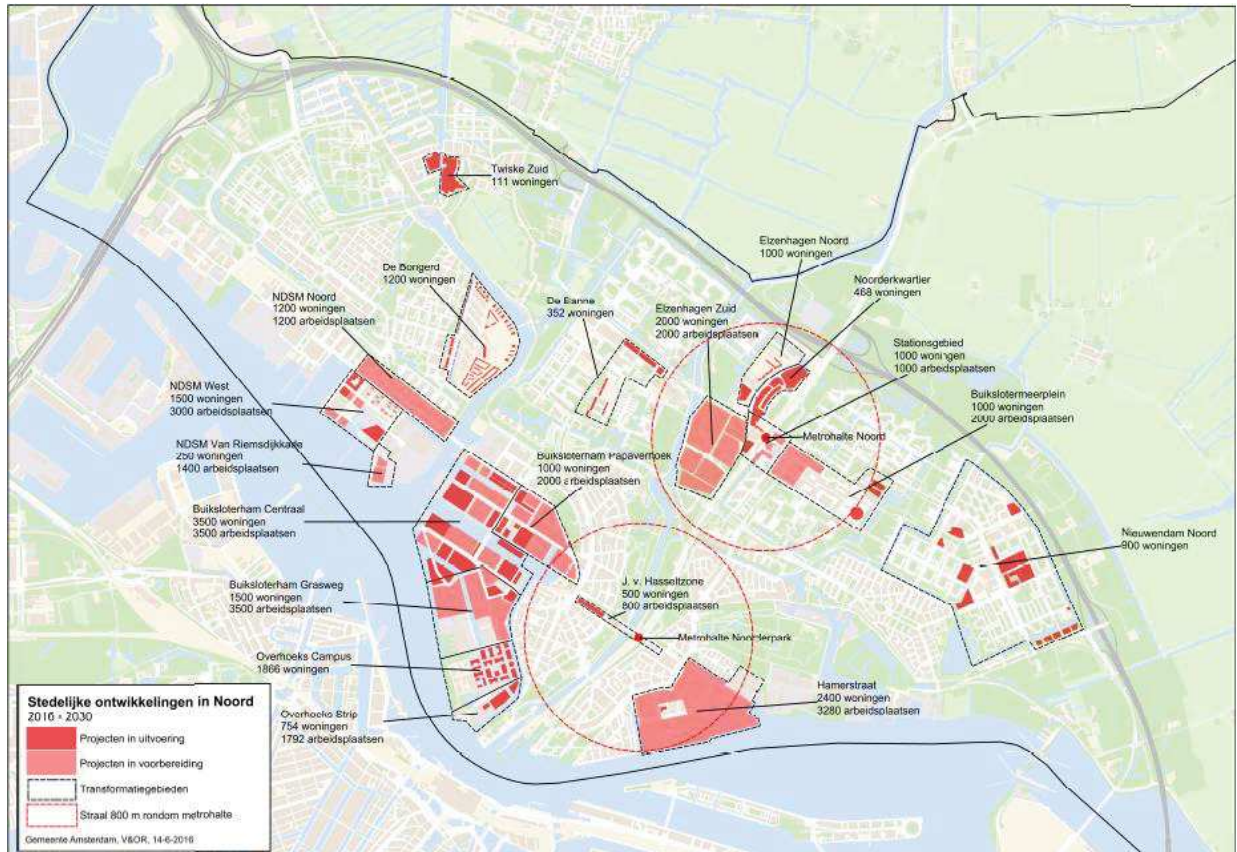 Twiske Zuid
111 woningen
Elzenhagen Noord
1000 woningen
De Bongerd
1200 woningen
Noorderkwartier
468 woningen
NDSM Noord
1200 woningen
1200 arbeidsplaatsen
De Banne
352 woningen
Elzenhagen Zuid
2000 woningen
2000 arbeidsplaatsen
Stationsgebied
1000 woningen
1000 arbeidsplaatsen
NDSM West
1500 woningen
3000 arbeidsplaatsen
Buikslotermeerplein
1000 woningen
2000 arbeidsplaatsen
Metrohalte Noord
NDSM Van Riemsdijkkade
250 woningen
1400 arbeidsplaatsen
Buiksloterham Papaverhoek
1000 woningen
2000 arbeidsplaatsen
Buiksloterham Centraal
3500 woningen
3500 arbeidsplaatsen
Nieuwendam Noord
900 woningen
Buiksloterham Grasweg
1500 woningen
3500 arbeidsplaatsen
J. v. Hasseltzone
500 woningen
800 arbeidsplaatsen
Metrohalte Noorderpark
Overhoeks Campus
1866 woningen
Hamerstraat
2400 woningen
3280 arbeidsplaatsen
Overhoeks Strip
754 woningen
1792 arbeidsplaatsen
Stedelijke ontwikkelingen in Noord
2016 - 2030
Projecten in uitvoering
Projecten in voorbereiding
Transformatiegebieden
Straal 800 m rondom metrohalte
Gemeente Amsterdam, V&OR, 14-6-2016